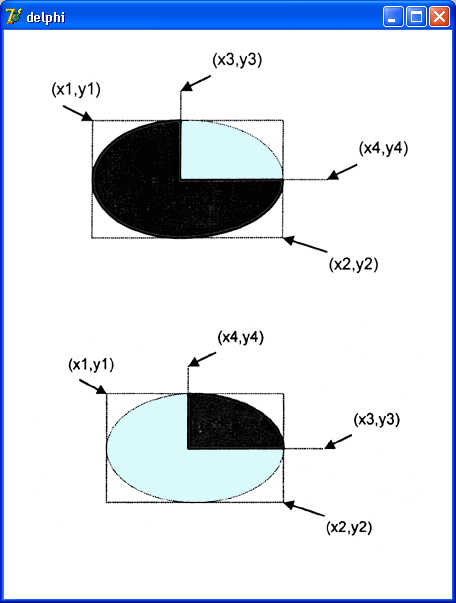 delphi
(x3,y3)
(x1,y1)
(x4,y4)
(x2,y2)
(x4,y4)
(x1,y1)
(x3,y3)
(x2,y2)